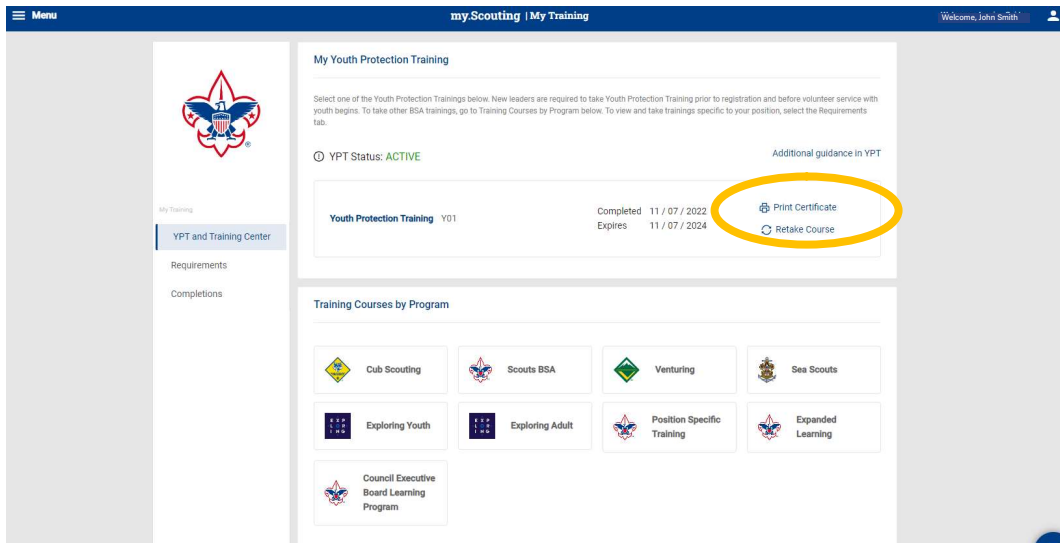 Menu
my.Scouting | My Training
Welcome, John Smith
My Youth Protection Training
Select one of the Youth Protection Trainings below. New leaders are required to take Youth Protection Training prior to registration and before volunteer service with
youth begins. To take other BSA trainings, go to Training Courses by Program below. To view and take trainings specific to your position, select the Requirements
tab.
YPT Status: ACTIVE
Additional guidance in YPT
My Training
YPT and Training Center
Requirements
Completions
Youth Protection Training Y01
Completed 11 / 07 / 2022
Expires 11 / 07 / 2024
Print Certificate
Retake Course
Training Courses by Program
Cub Scouting
Scouts BSA
Venturing
Sea Scouts
EXP
LOR
ING
Exploring Youth
EXP
LOR
ING
Exploring Adult
Position Specific
Training
Expanded
Learning
Council Executive
Board Learning
Program